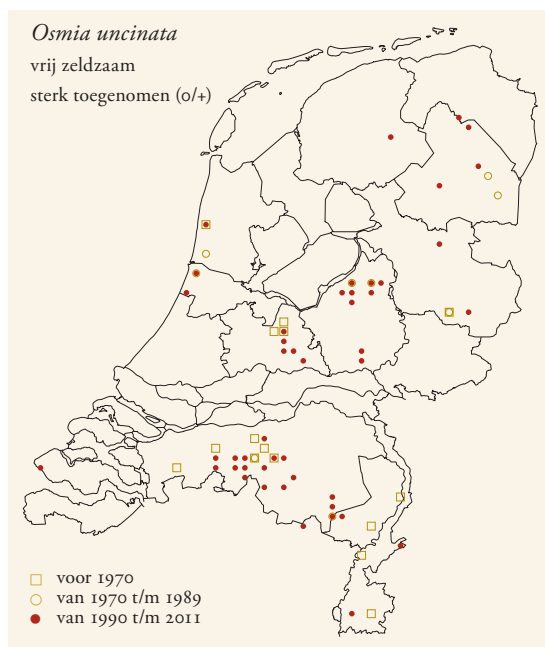 Osmia uncinata
vrij zeldzaam
sterk toegenomen (0/+)
voor 1970
van 1970 t/m 1989
van 1990 t/m 2011